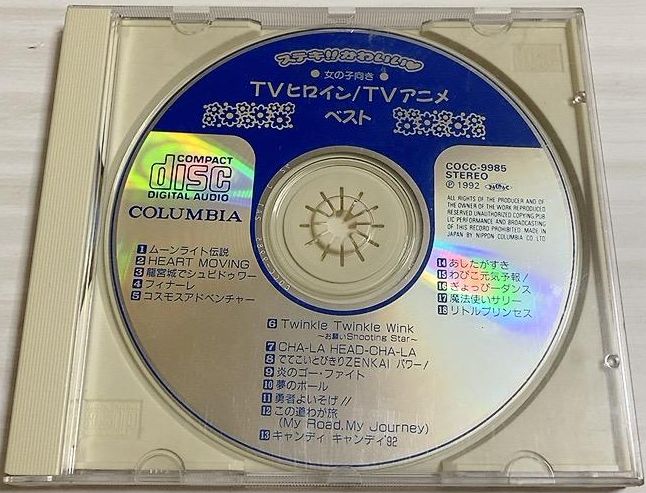 ステキ!!かわいい♥
● 女の子向き ●
TVヒロイン/TVアニメ
ベスト
COMPACT
disc
DIGITAL AUDIO
COLUMBIA
COCC-9985
STEREO
Ⓟ 1992
ALL RIGHTS OF THE PRODUCER AND OF
THE OWNER OF THE WORK REPRODUCED
RESERVED UNAUTHORIZED COPYING,PUB
LIC PERFORMANCE AND BROADCASTING
OF THIS RECORD PROHIBITED. MADE IN
JAPAN BY NIPPON COLUMBIA CO LTD
1 ムーンライト伝説
2 HEART MOVING
3 龍宮城でシュビドゥワー
4 フィナーレ
5 コスモスアドベンチャー
6 Twinkle Twinkle Wink
～お願いShooting Star～
7 CHA-LA HEAD-CHA-LA
8 でてこいとびきりZENKAI パワー!
9 炎のゴー・ファイト
10 夢のボール
11 勇者よいそげ!!
12 この道わが旅
(My Road,My Journey)
13 キャンディ キャンディ'92
14 あしたがすき
15 わぴこ元気予報!
16 ぎょっぴーダンス
17 魔法使いサリー
18 リトルプリンセス